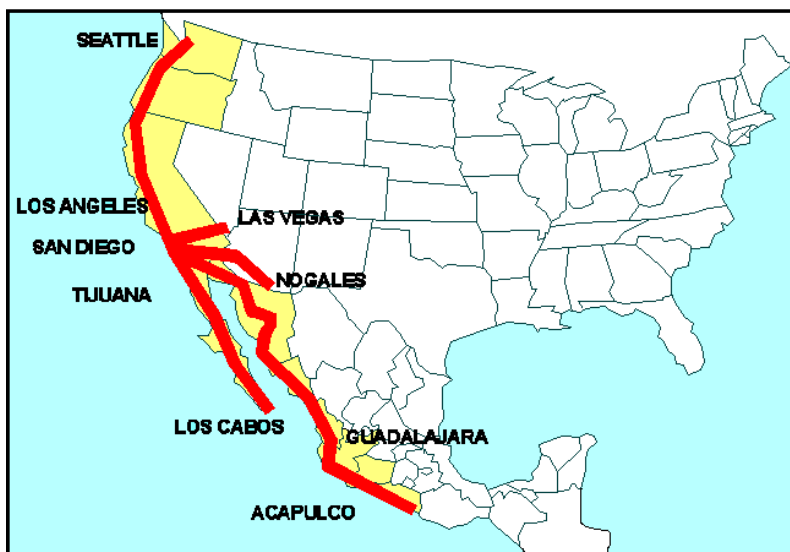 SEATTLE
LOS ANGELES
LAS VEGAS
SAN DIEGO
NOGALES
TIJUANA
LOS CABOS
GUADALAJARA
ACAPULCO